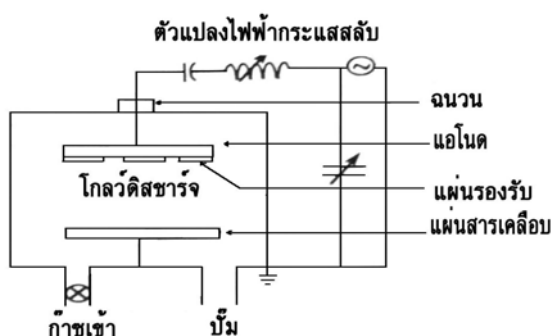 ตัวแปลงไฟฟ้ากระแสสลับ
ฉนวน
แอโนด
โกลว์ดิสชาร์จ
แผ่นรองรับ
แผ่นสารเคลือบ
ก๊าซเข้า
ปั๊ม